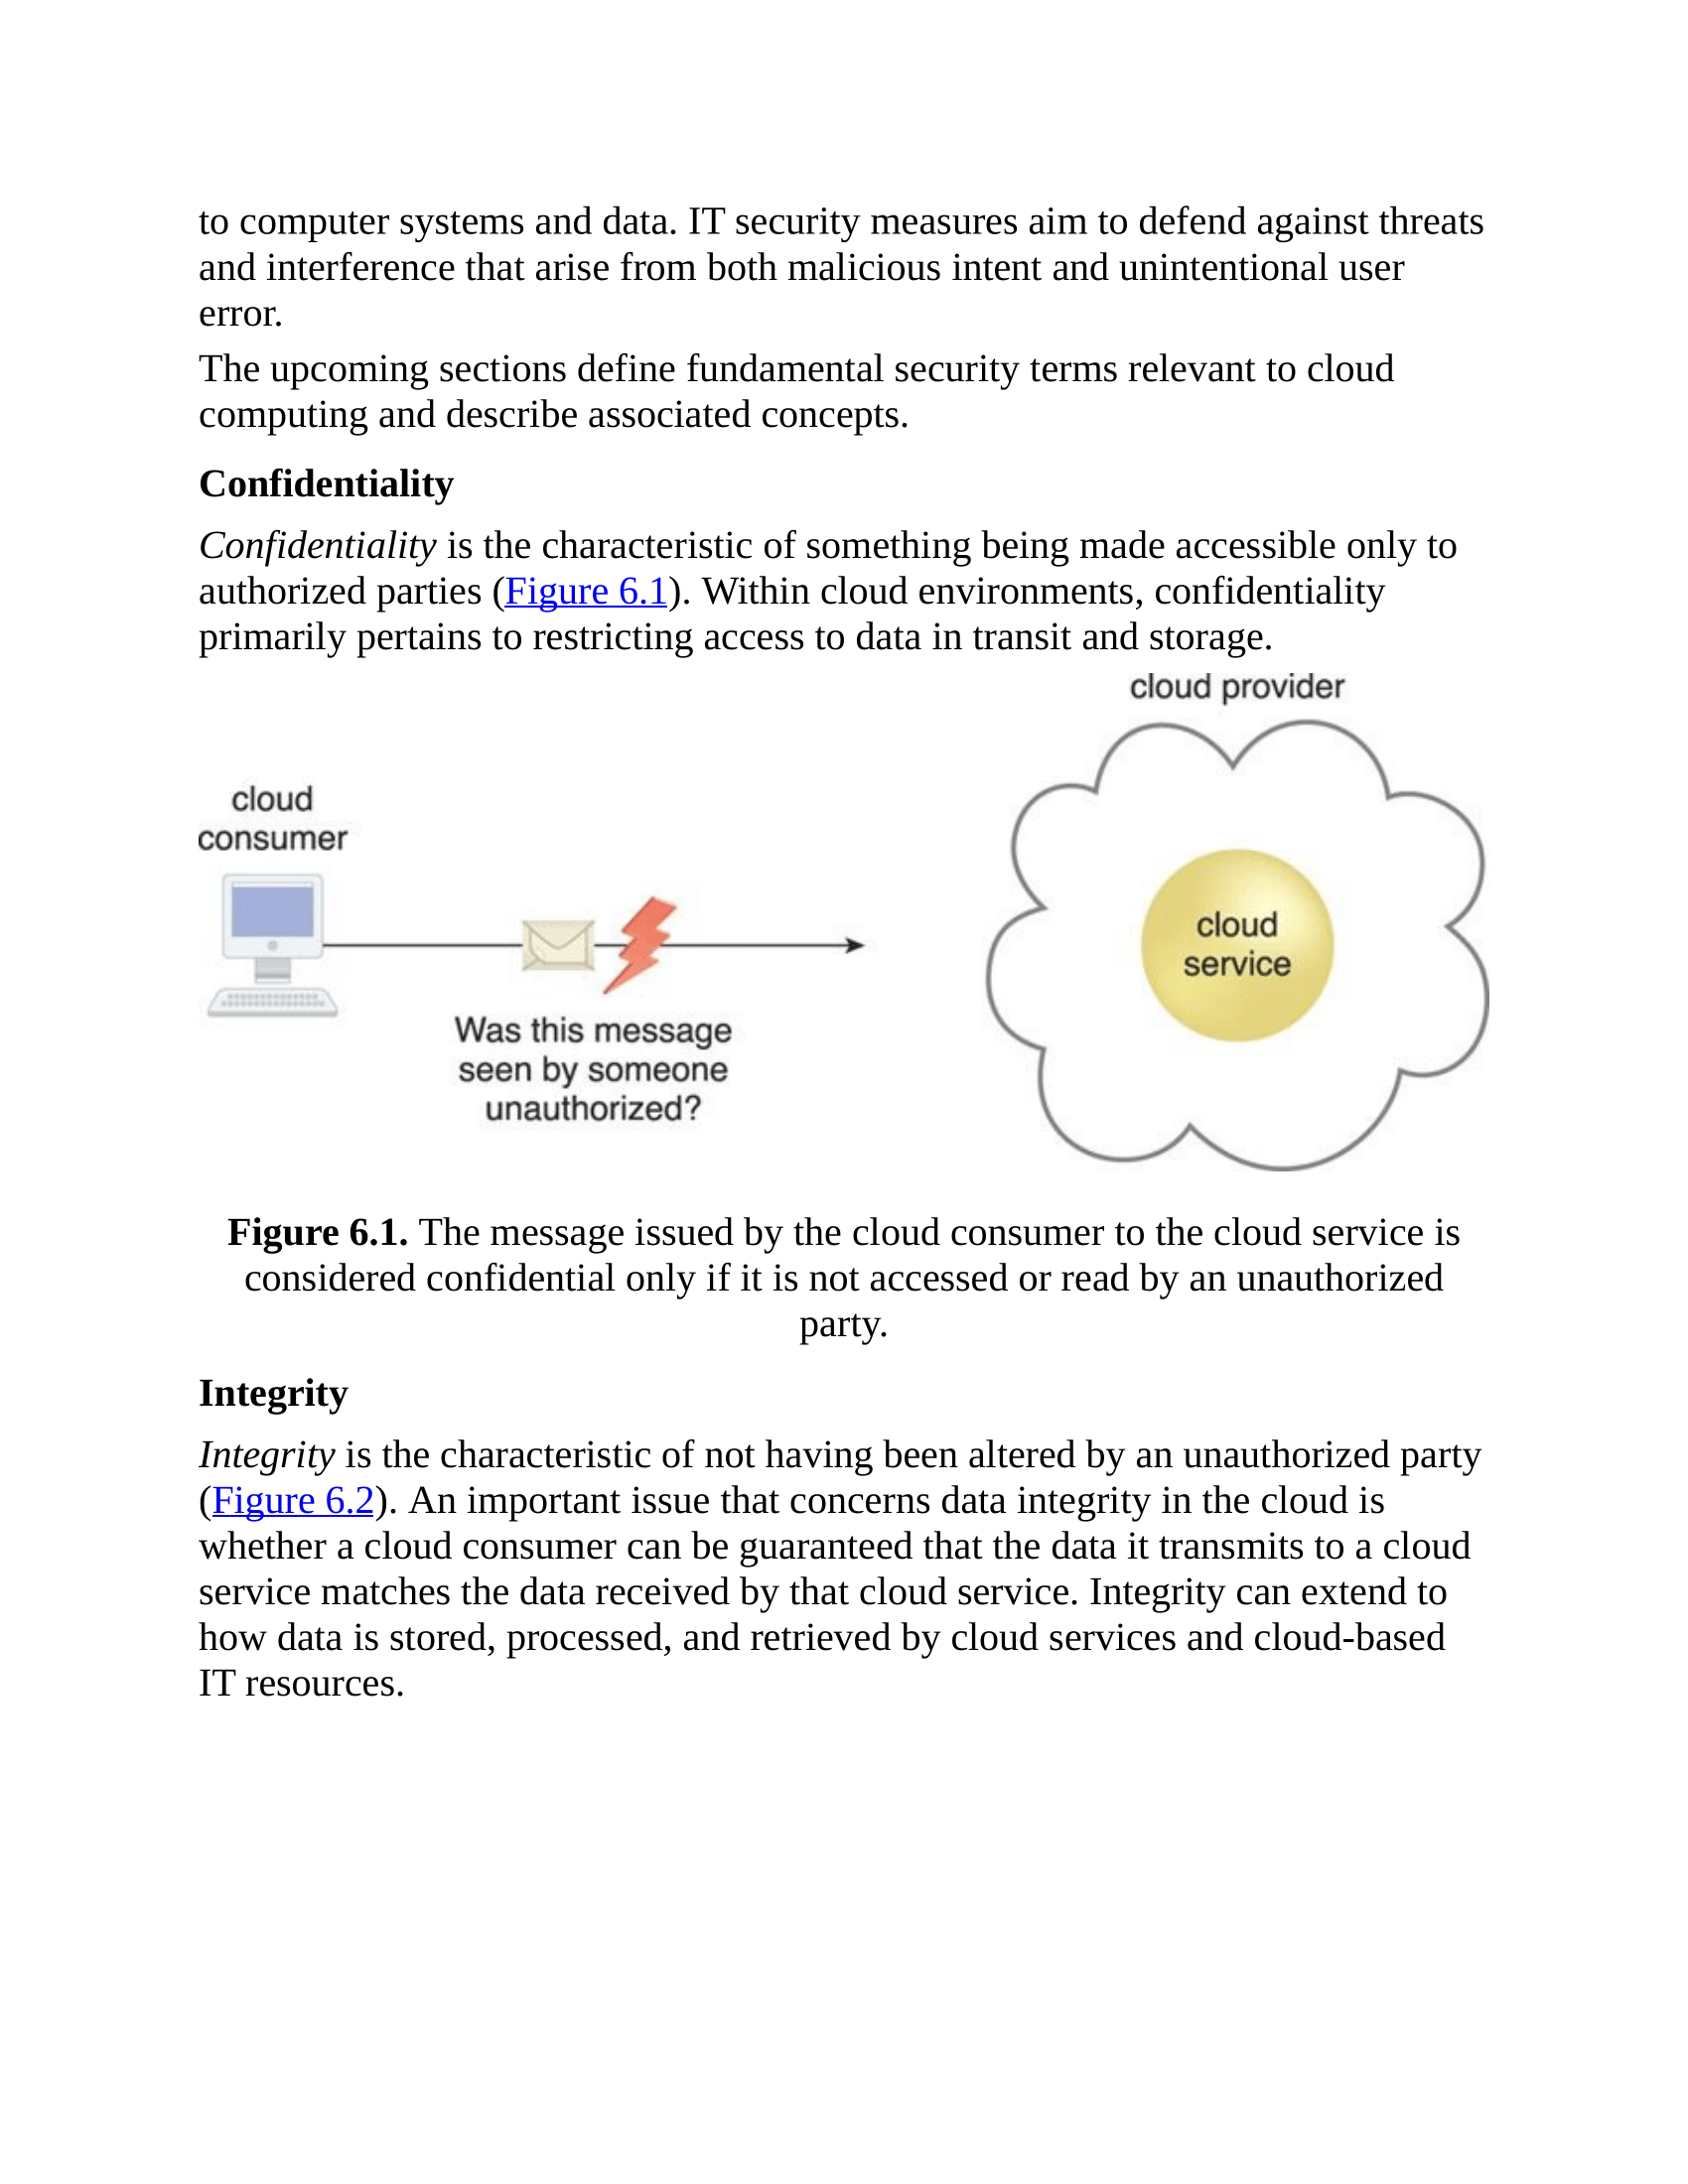 to computer systems and data. IT security measures aim to defend against threats
and interference that arise from both malicious intent and unintentional user
error.
The upcoming sections define fundamental security terms relevant to cloud
computing and describe associated concepts.
Confidentiality
Confidentiality is the characteristic of something being made accessible only to
authorized parties (Figure 6.1). Within cloud environments, confidentiality
primarily pertains to restricting access to data in transit and storage.
cloud provider
cloud
consumer
cloud
service
Was this message
seen by someone
unauthorized?
Figure 6.1. The message issued by the cloud consumer to the cloud service is
considered confidential only if it is not accessed or read by an unauthorized
party.
Integrity
Integrity is the characteristic of not having been altered by an unauthorized party
(Figure 6.2). An important issue that concerns data integrity in the cloud is
whether a cloud consumer can be guaranteed that the data it transmits to a cloud
service matches the data received by that cloud service. Integrity can extend to
how data is stored, processed, and retrieved by cloud services and cloud-based
IT resources.